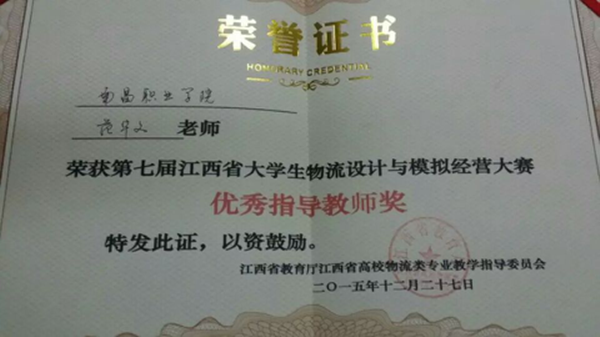 荣誉证书
HONORARY CREDENTIAL
南昌职业学院
范华文 老师
荣获第七届江西省大学生物流设计与模拟经营大赛
优秀指导教师奖
特发此证，以资鼓励。
江西省教育厅江西省高校物流类专业教学指导委员会
二〇一五年十二月二十七日